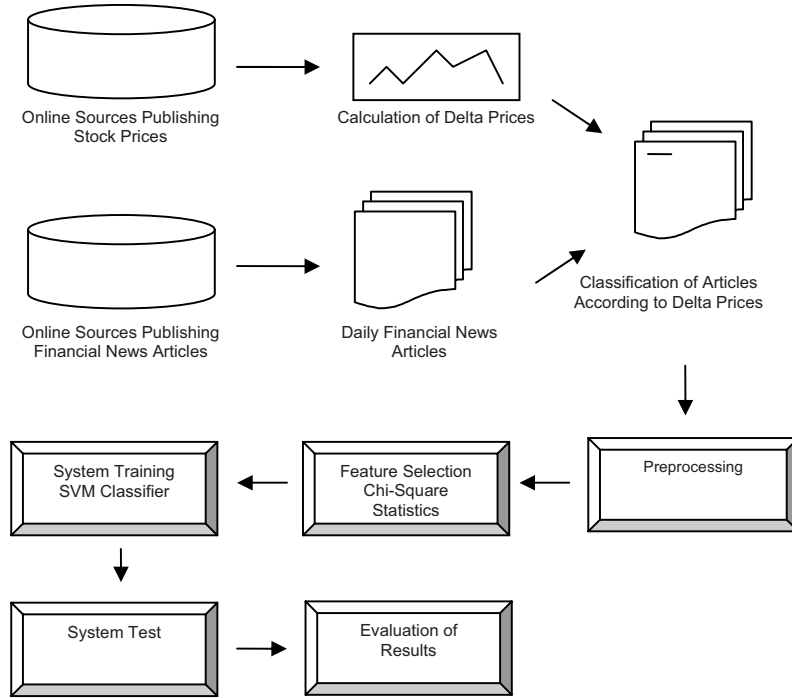 Online Sources Publishing
Stock Prices
Calculation of Delta Prices
Online Sources Publishing
Financial News Articles
Daily Financial News
Articles
Classification of Articles
According to Delta Prices
Preprocessing
Feature Selection
Chi-Square
Statistics
System Training
SVM Classifier
System Test
Evaluation of
Results